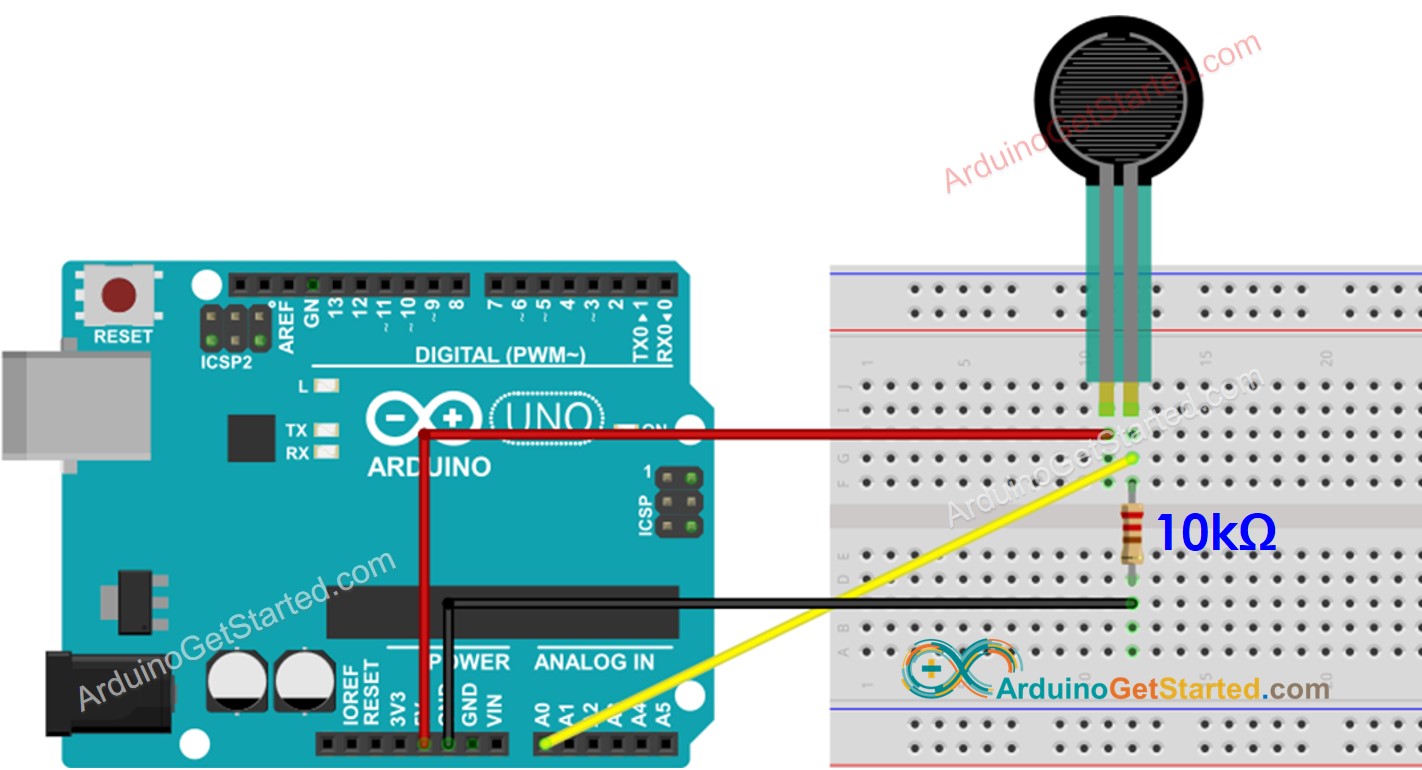 ArduinoGetStarted.com
RESET
ICSP2
AREF
GN
13
12
~11
~10
~9
8
7
~6
~5
4
~3
2
TX0▸1
RX0◂0
DIGITAL (PWM~)
L
TX
RX
UNO
ON
ARDUINO
1
ICSP
1 5 10 15 20
J
I
G
F
10kΩ
E
D
B
A
ArduinoGetStarted.com
ArduinoGetStarted.com
POWER
ANALOG IN
IOREF
RESET
3V3
5V
GND
GND
VIN
A0
A1
A2
A3
A4
A5
ArduinoGetStarted.com
1